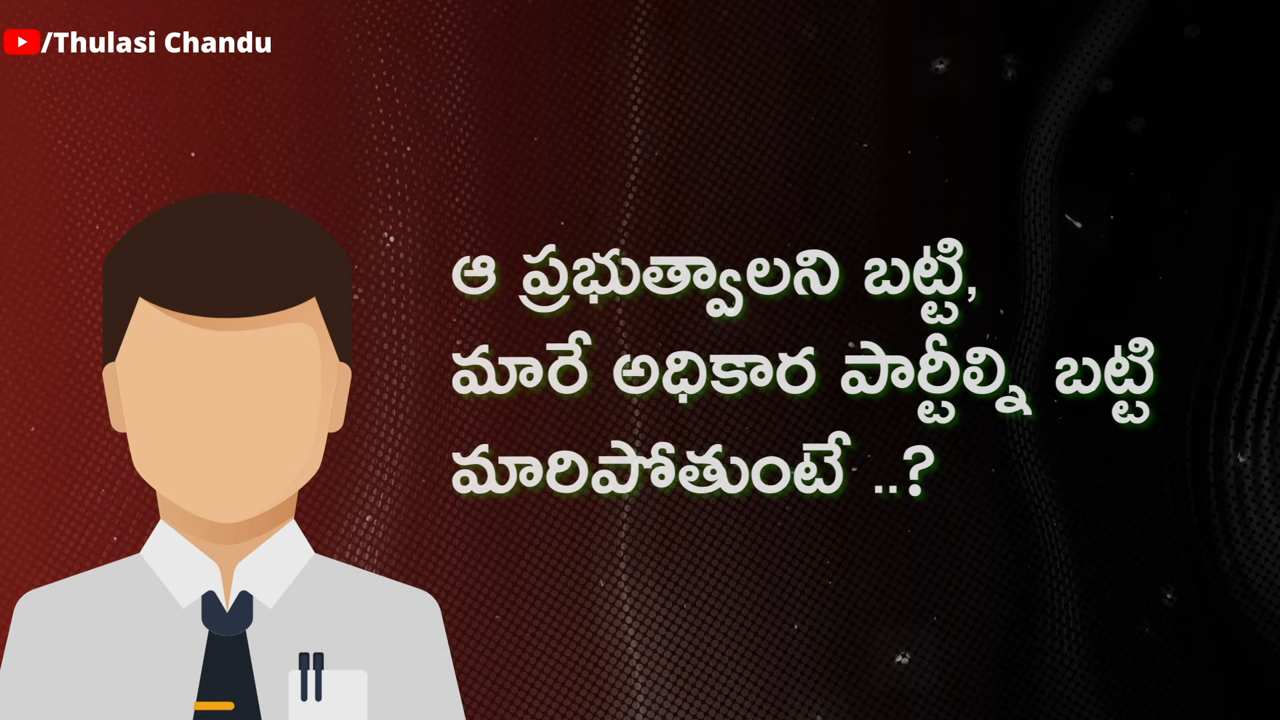 /Thulasi Chandu
ఆ ప్రభుత్వాలని బట్టి,
మారే అధికార పార్టీల్ని బట్టి
మారిపోతుంటే ..?